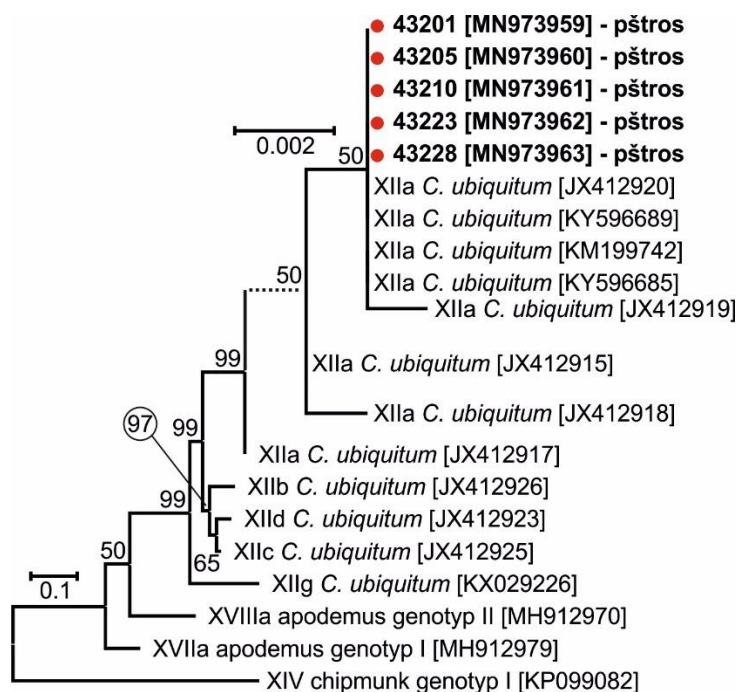 43201 [MN973959] - pštros
43205 [MN973960] - pštros
43210 [MN973961] - pštros
43223 [MN973962] - pštros
0.002
43228 [MN973963] - pštros
50
XIIa C. ubiquitum [JX412920]
XIIa C. ubiquitum [KY596689]
XIIa C. ubiquitum [KM199742]
50
XIIa C. ubiquitum [KY596685]
XIIa C. ubiquitum [JX412919]
99
XIIa C. ubiquitum [JX412915]
XIIa C. ubiquitum [JX412918]
97
99
XIIa C. ubiquitum [JX412917]
XIIb C. ubiquitum [JX412926]
99
XIId C. ubiquitum [JX412923]
50
65
XIIc C. ubiquitum [JX412925]
0.1
XIIg C. ubiquitum [KX029226]
XVIIIa apodemus genotyp II [MH912970]
XVIIa apodemus genotyp I [MH912979]
XIV chipmunk genotyp I [KP099082]